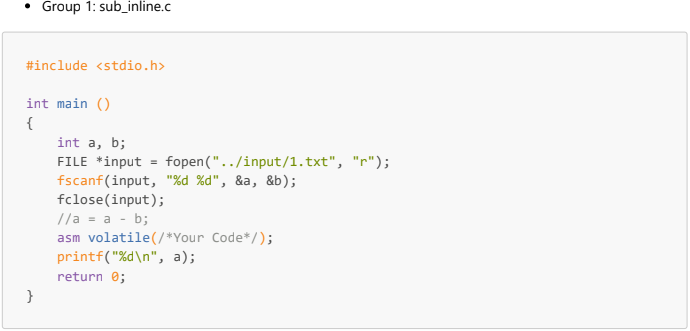 • Group 1: sub_inline.c
#include <stdio.h>
int main ()
{
    int a, b;
    FILE *input = fopen("../input/1.txt", "r");
    fscanf(input, "%d %d", &a, &b);
    fclose(input);
    //a = a - b;
    asm volatile(/*Your Code*/);
    printf("%d\n", a);
    return 0;
}